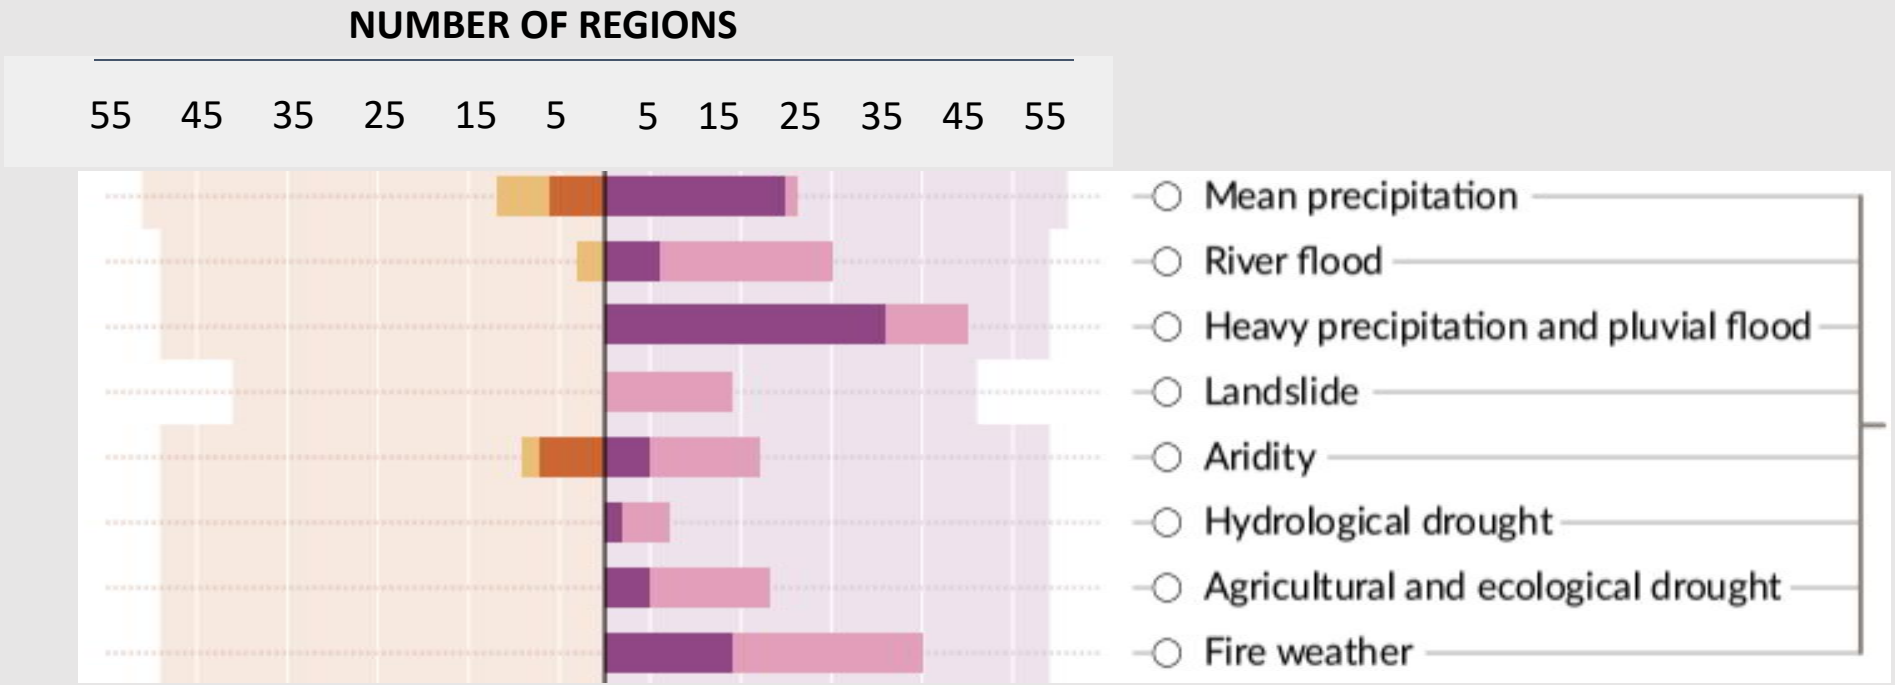 NUMBER OF REGIONS
55 45 35 25 15 5 5 15 25 35 45 55
Mean precipitation
River flood
Heavy precipitation and pluvial flood
Landslide
Aridity
Hydrological drought
Agricultural and ecological drought
Fire weather